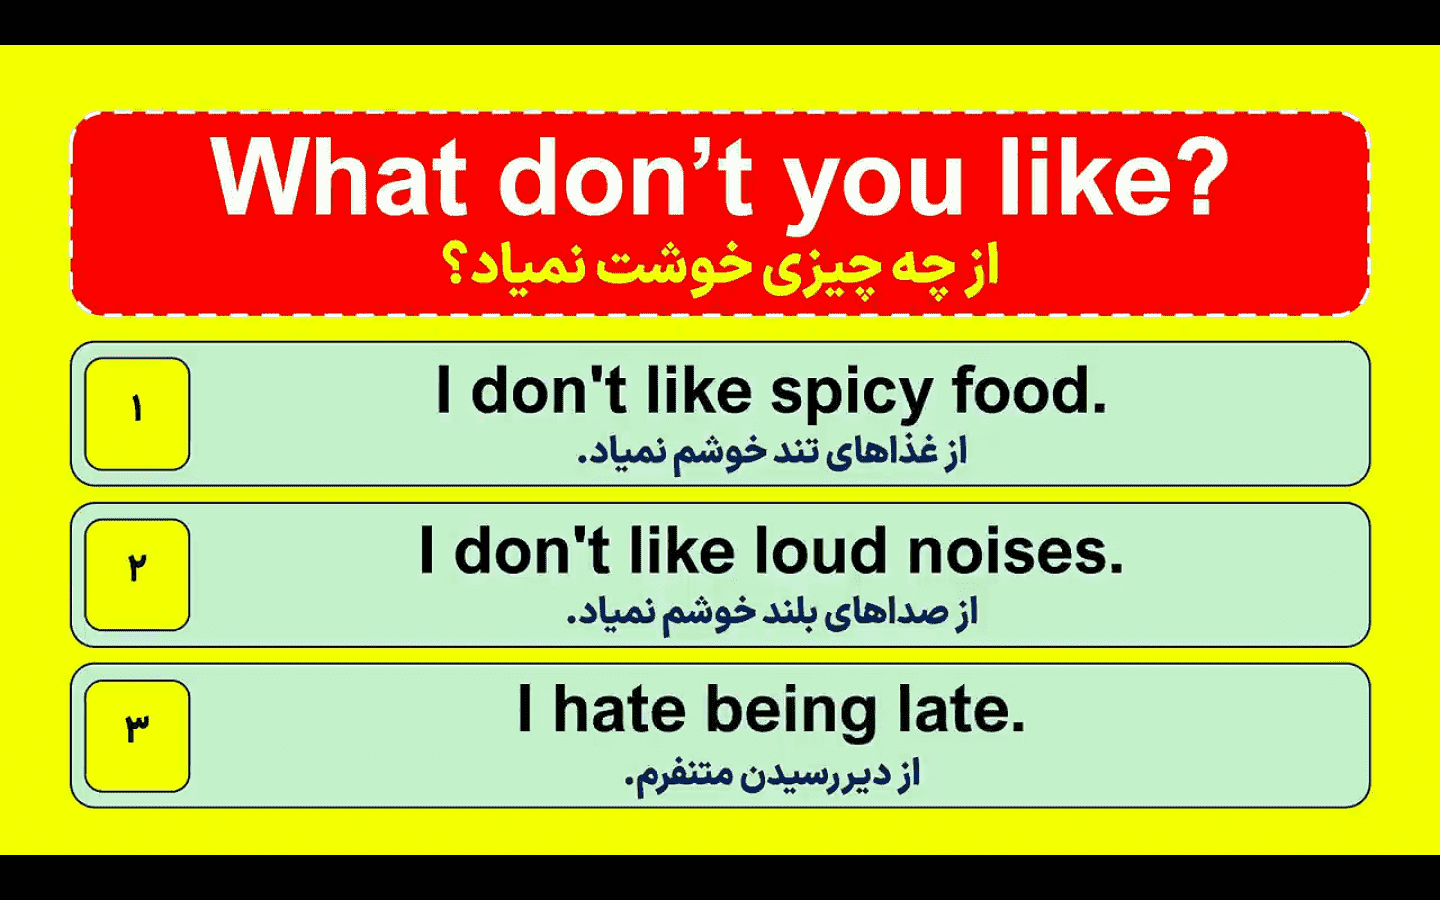 What don’t you like?
از چه چیزی خوشت نمیاد؟
۱
I don't like spicy food.
از غذاهای تند خوشم نمیاد.
۲
I don't like loud noises.
از صداهای بلند خوشم نمیاد.
۳
I hate being late.
از دیررسیدن متنفرم.